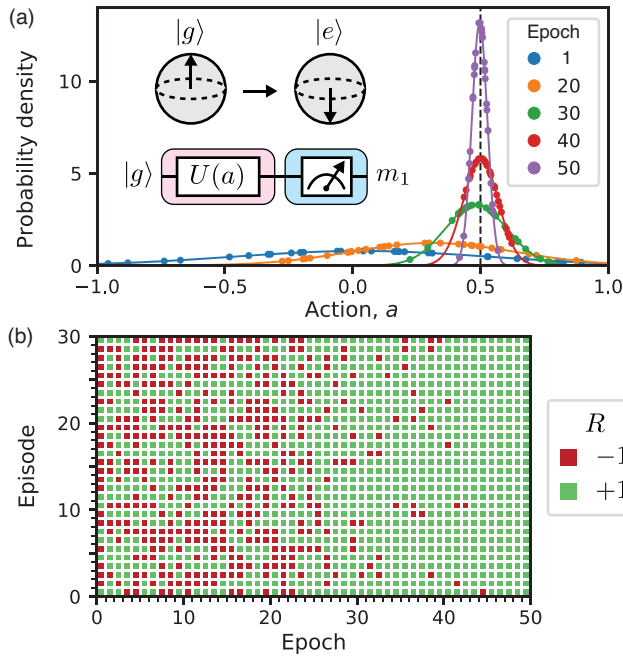 (a)
|g⟩
|e⟩
|g⟩
U(a)
m₁
Epoch
1
20
30
40
50
Probability density
10
5
0
−1.0
−0.5
0.0
0.5
1.0
Action, a
(b)
Episode
30
20
10
0
0
10
20
30
40
50
Epoch
R
−1
+1